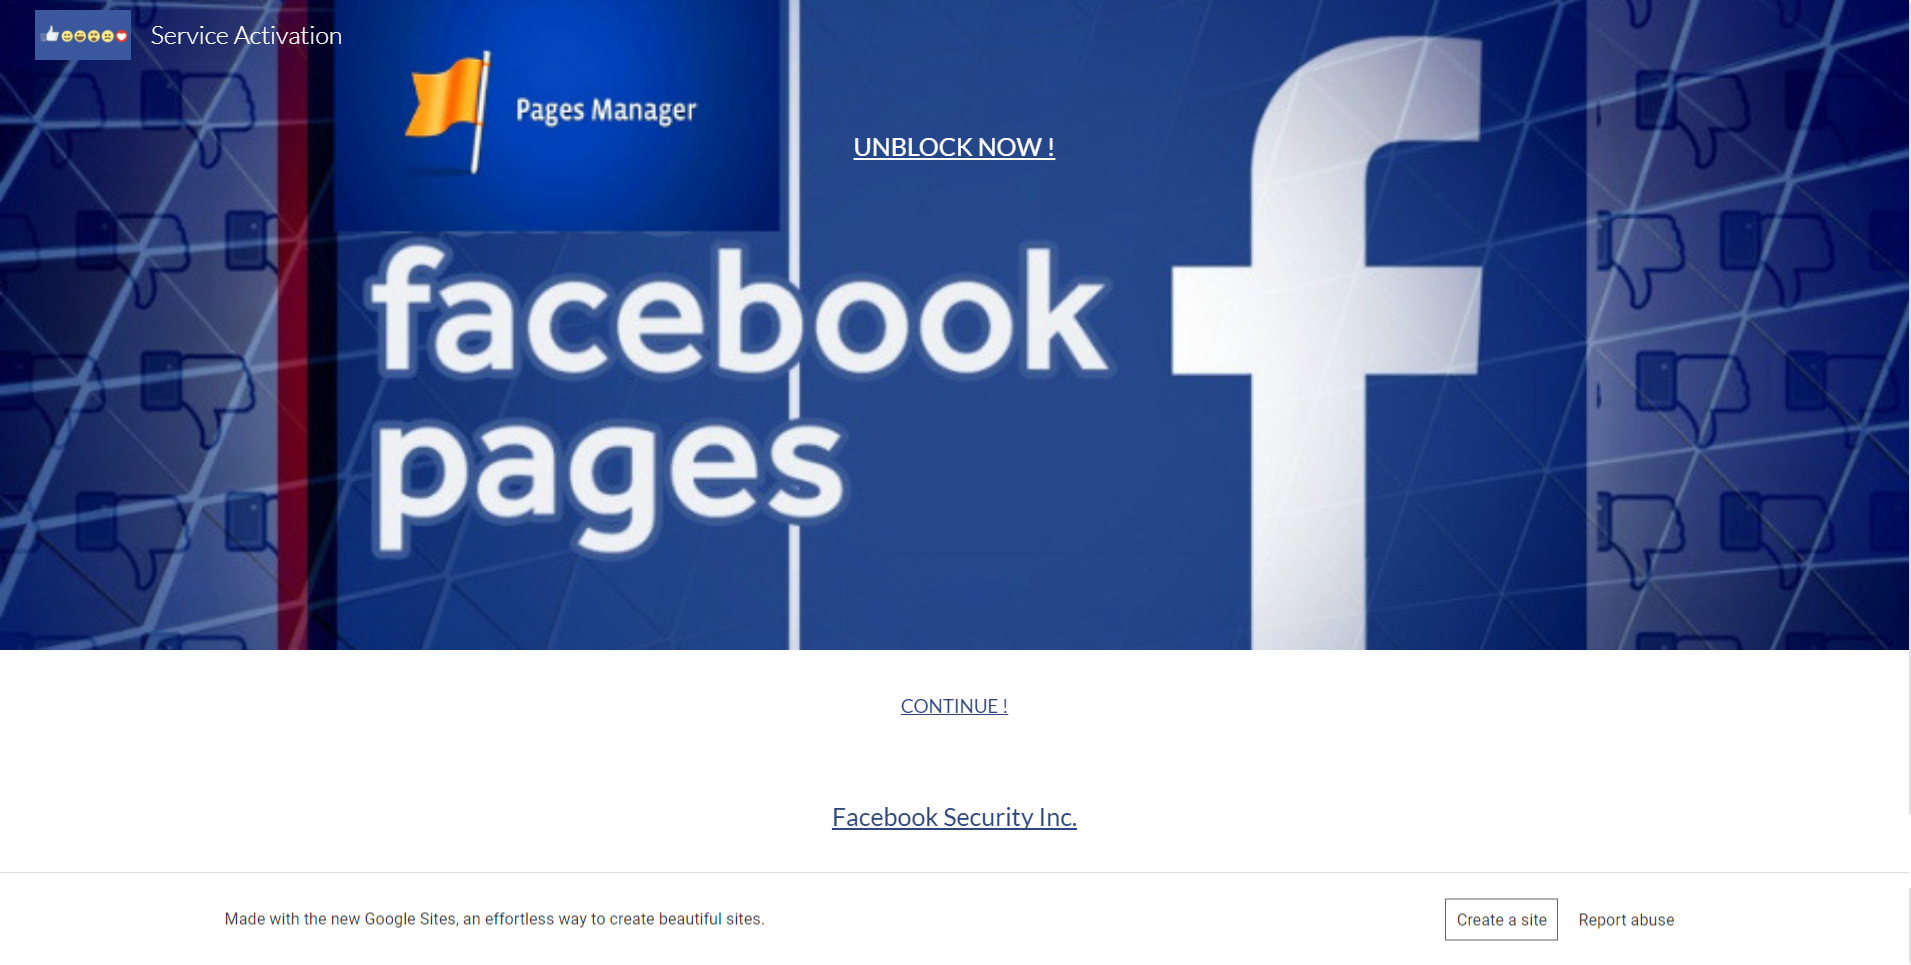 Service Activation
Pages Manager
UNBLOCK NOW !
facebook
pages
f
CONTINUE !
Facebook Security Inc.
Made with the new Google Sites, an effortless way to create beautiful sites.
Create a site
Report abuse